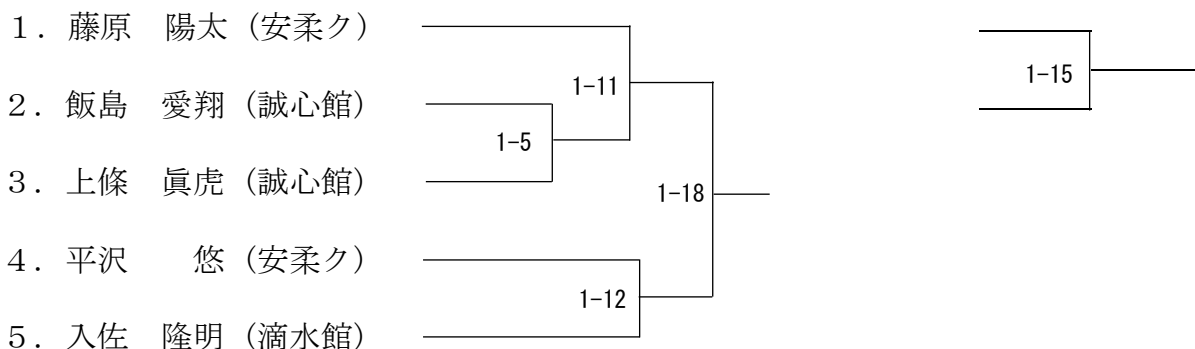 １．藤原　陽太（安柔ク）
1-15
1-11
２．飯島　愛翔（誠心館）
1-5
３．上條　眞虎（誠心館）
1-18
４．平沢　　悠（安柔ク）
1-12
５．入佐　隆明（滴水館）